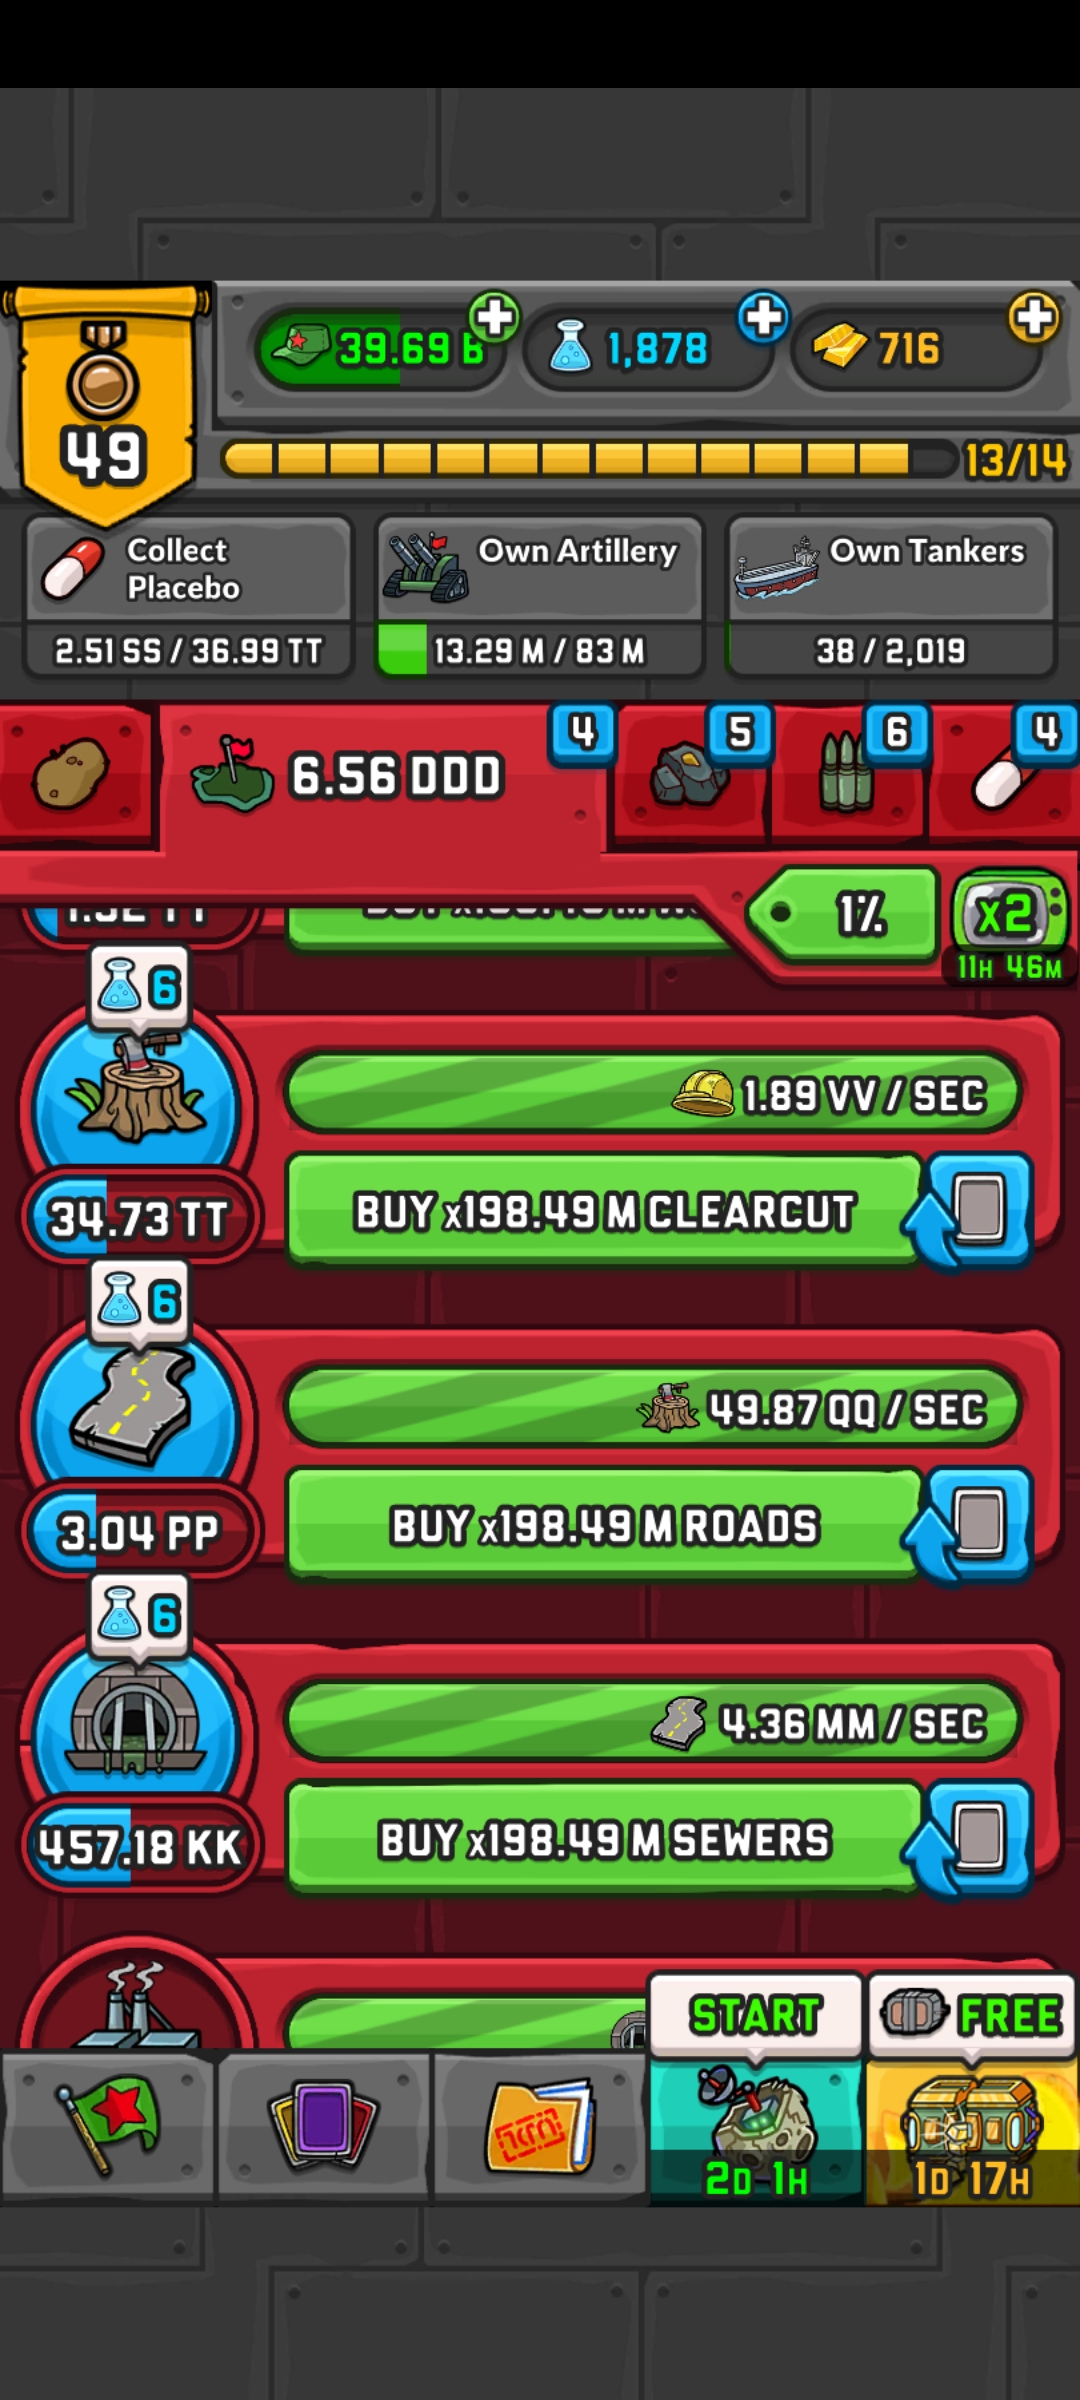 39.69 B
1,878
716
49
13/14
Collect
Placebo
2.51 SS / 36.99 TT
Own Artillery
13.29 M / 83 M
Own Tankers
38 / 2,019
6.56 DDD
4
5
6
4
1%
x2
11H 46M
6
1.89 VV / SEC
34.73 TT
BUY x198.49 M CLEARCUT
6
49.87 QQ / SEC
3.04 PP
BUY x198.49 M ROADS
6
4.36 MM / SEC
457.18 KK
BUY x198.49 M SEWERS
START
FREE
2D 1H
1D 17H